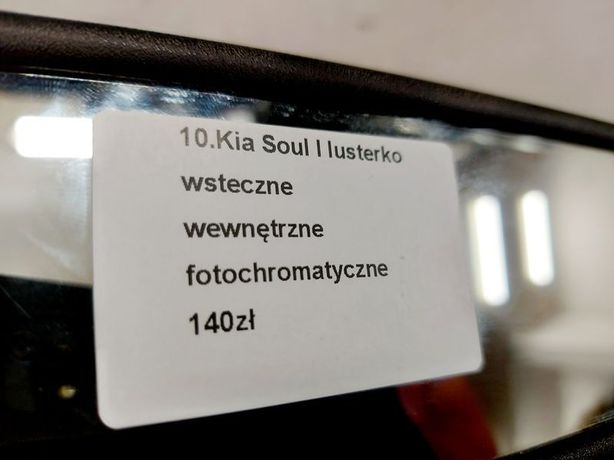 10.Kia Soul I lusterko
wsteczne
wewnętrzne
fotochromatyczne
140zł